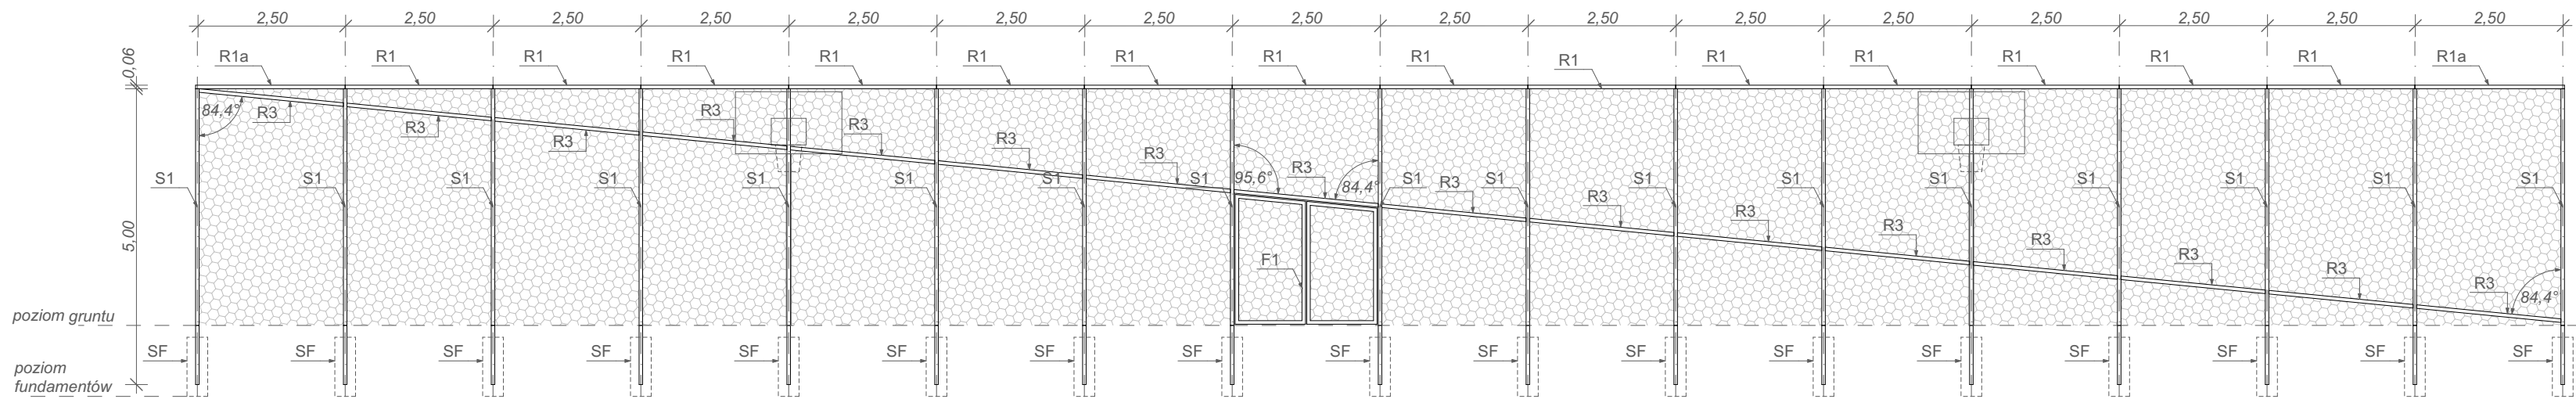 2,50 2,50 2,50 2,50 2,50 2,50 2,50 2,50 2,50 2,50 2,50 2,50 2,50 2,50 2,50 2,50
0,06
R1a R1 R1 R1 R1 R1 R1 R1 R1 R1 R1 R1 R1 R1 R1 R1a
84,4°
R3 R3 R3 R3 R3 R3 R3 R3 R3 R3 R3 R3 R3 R3 R3 R3
95,6°
84,4°
S1 S1 S1 S1 S1 S1 S1 S1 S1 S1 S1 S1 S1 S1 S1 S1 S1
5,00
F1
84,4°
poziom gruntu
SF SF SF SF SF SF SF SF SF SF SF SF SF SF SF SF SF
poziom
fundamentów